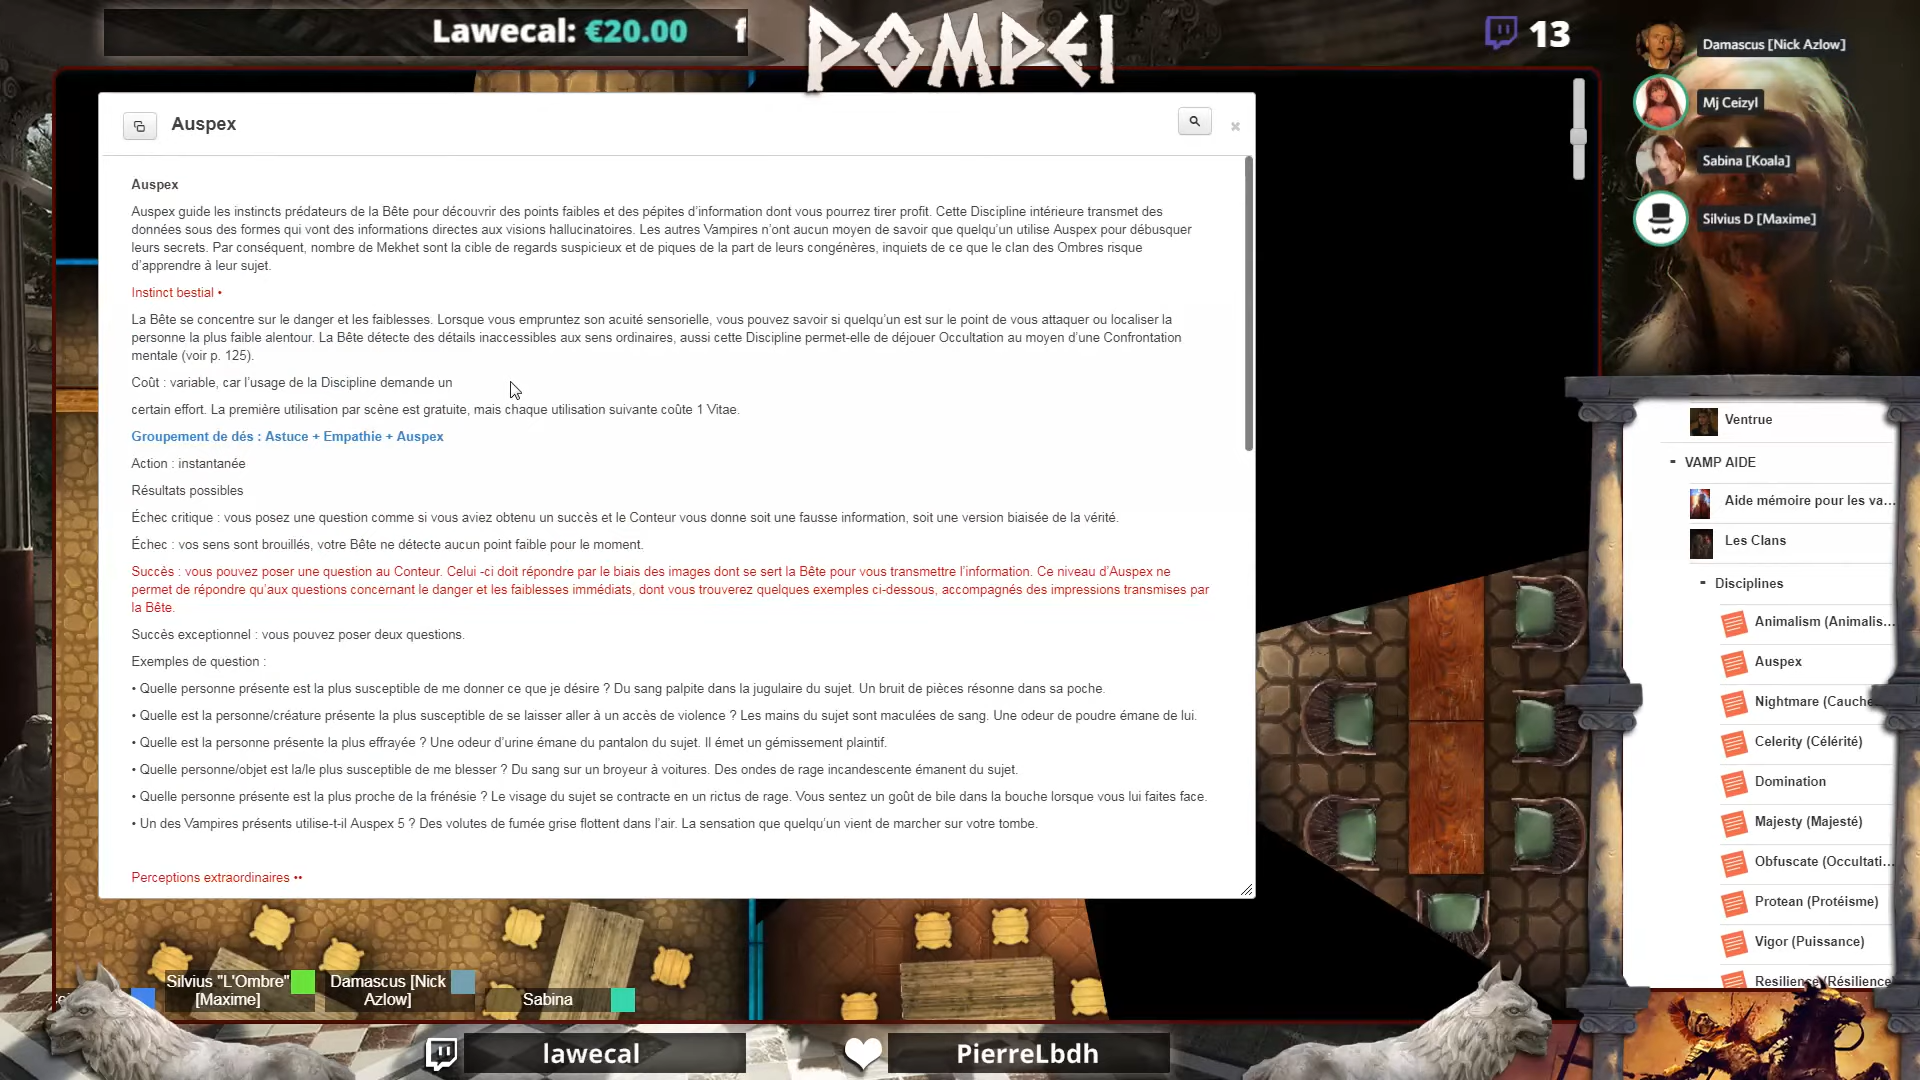 Lawecal: €20.00
POMPEI
13
Damascus [Nick Azlow]
Mj Ceizyl
Sabina [Koala]
Silvius D [Maxime]
Auspex
Auspex
Auspex guide les instincts prédateurs de la Bête pour découvrir des points faibles et des pépites d’information dont vous pourrez tirer profit. Cette Discipline intérieure transmet des
données sous des formes qui vont des informations directes aux visions hallucinatoires. Les autres Vampires n’ont aucun moyen de savoir que quelqu’un utilise Auspex pour débusquer
leurs secrets. Par conséquent, nombre de Mekhet sont la cible de regards suspicieux et de piques de la part de leurs congénères, inquiets de ce que le clan des Ombres risque
d’apprendre à leur sujet.
Instinct bestial •
La Bête se concentre sur le danger et les faiblesses. Lorsque vous empruntez son acuité sensorielle, vous pouvez savoir si quelqu’un est sur le point de vous attaquer ou localiser la
personne la plus faible alentour. La Bête détecte des détails inaccessibles aux sens ordinaires, aussi cette Discipline permet-elle de déjouer Occultation au moyen d’une Confrontation
mentale (voir p. 125).
Coût : variable, car l’usage de la Discipline demande un
certain effort. La première utilisation par scène est gratuite, mais chaque utilisation suivante coûte 1 Vitae.
Groupement de dés : Astuce + Empathie + Auspex
Action : instantanée
Résultats possibles
Échec critique : vous posez une question comme si vous aviez obtenu un succès et le Conteur vous donne soit une fausse information, soit une version biaisée de la vérité.
Échec : vos sens sont brouillés, votre Bête ne détecte aucun point faible pour le moment.
Succès : vous pouvez poser une question au Conteur. Celui -ci doit répondre par le biais des images dont se sert la Bête pour vous transmettre l’information. Ce niveau d’Auspex ne
permet de répondre qu’aux questions concernant le danger et les faiblesses immédiats, dont vous trouverez quelques exemples ci-dessous, accompagnés des impressions transmises par
la Bête.
Succès exceptionnel : vous pouvez poser deux questions.
Exemples de question :
• Quelle personne présente est la plus susceptible de me donner ce que je désire ? Du sang palpite dans la jugulaire du sujet. Un bruit de pièces résonne dans sa poche.
• Quelle est la personne/créature présente la plus susceptible de se laisser aller à un accès de violence ? Les mains du sujet sont maculées de sang. Une odeur de poudre émane de lui.
• Quelle est la personne présente la plus effrayée ? Une odeur d’urine émane du pantalon du sujet. Il émet un gémissement plaintif.
• Quelle personne/objet est la/le plus susceptible de me blesser ? Du sang sur un broyeur à voitures. Des ondes de rage incandescente émanent du sujet.
• Quelle personne présente est la plus proche de la frénésie ? Le visage du sujet se contracte en un rictus de rage. Vous sentez un goût de bile dans la bouche lorsque vous lui faites face.
• Un des Vampires présents utilise-t-il Auspex 5 ? Des volutes de fumée grise flottent dans l’air. La sensation que quelqu’un vient de marcher sur votre tombe.
Perceptions extraordinaires ••
Ventrue
VAMP AIDE
Aide mémoire pour les va...
Les Clans
Disciplines
Animalism (Animalis...
Auspex
Nightmare (Cauche
Celerity (Célérité)
Domination
Majesty (Majesté)
Obfuscate (Occultati...
Protean (Protéisme)
Vigor (Puissance)
Resilience (Résilience
Silvius "L'Ombre"
[Maxime]
Damascus [Nick
Azlow]
Sabina
lawecal
PierreLbdh